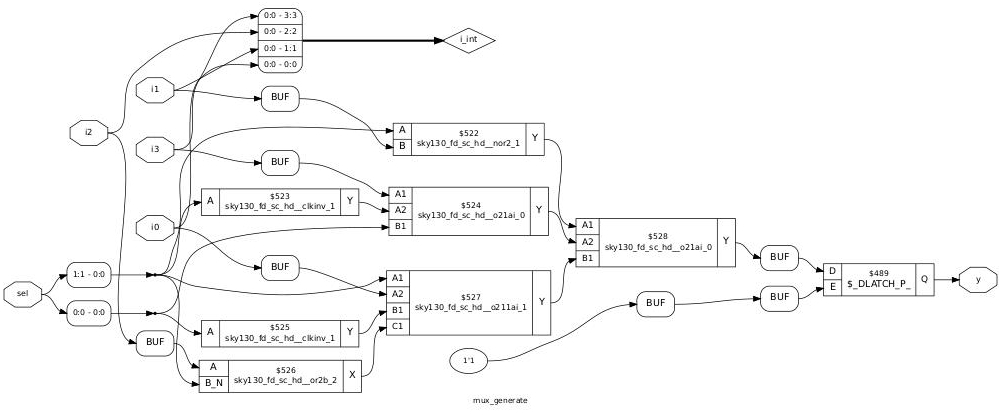 0:0 - 3:3
0:0 - 2:2
0:0 - 1:1
0:0 - 0:0
i_int
i1
BUF
i2
i3
BUF
A
B
$522
sky130_fd_sc_hd__nor2_1
Y
A
$523
sky130_fd_sc_hd__clkinv_1
Y
A1
A2
B1
$524
sky130_fd_sc_hd__o21ai_0
Y
i0
BUF
A1
A2
B1
$528
sky130_fd_sc_hd__o21ai_0
Y
BUF
sel
1:1 - 0:0
0:0 - 0:0
A1
A2
B1
C1
$527
sky130_fd_sc_hd__o211ai_1
Y
D
E
$489
$_DLATCH_P_
Q
y
BUF
BUF
A
$525
sky130_fd_sc_hd__clkinv_1
Y
BUF
1'1
A
B_N
$526
sky130_fd_sc_hd__or2b_2
X
mux_generate